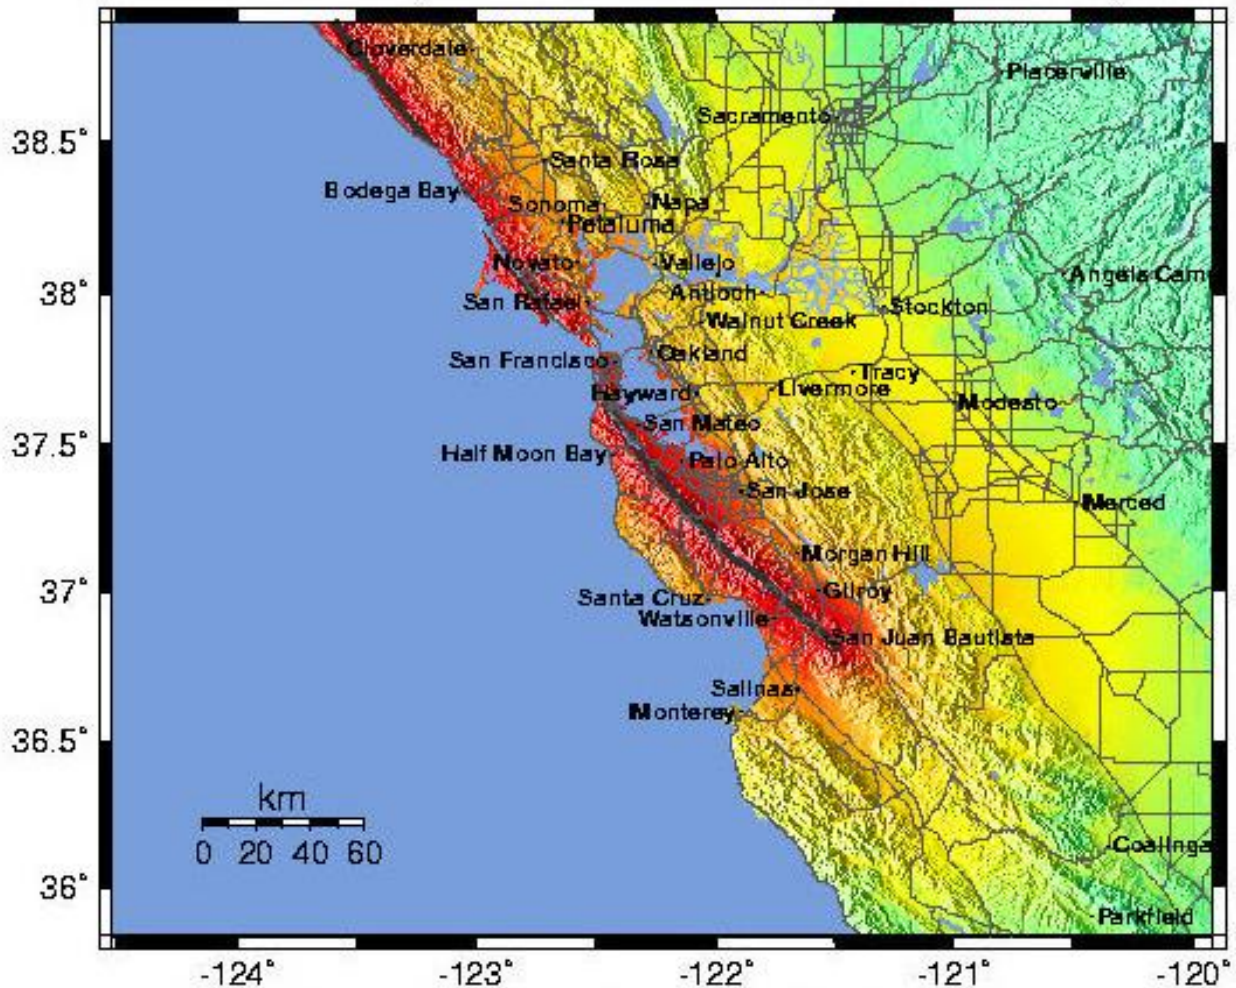 Cloverdale
Placerville
Sacramento
38.5°
Santa Rosa
Bodega Bay
Sonoma
Napa
Petaluma
Novato
Vallejo
Angels Cam
38°
Antioch
San Rafael
Stockton
Walnut Creek
San Francisco
Oakland
Tracy
Hayward
Livermore
Modesto
San Mateo
37.5°
Half Moon Bay
Palo Alto
San Jose
Merced
Morgan Hill
37°
Santa Cruz
Gilroy
Watsonville
San Juan Bautista
Salinas
Monterey
36.5°
km
0 20 40 60
Coalinga
36°
Parkfield
-124° -123° -122° -121° -120°